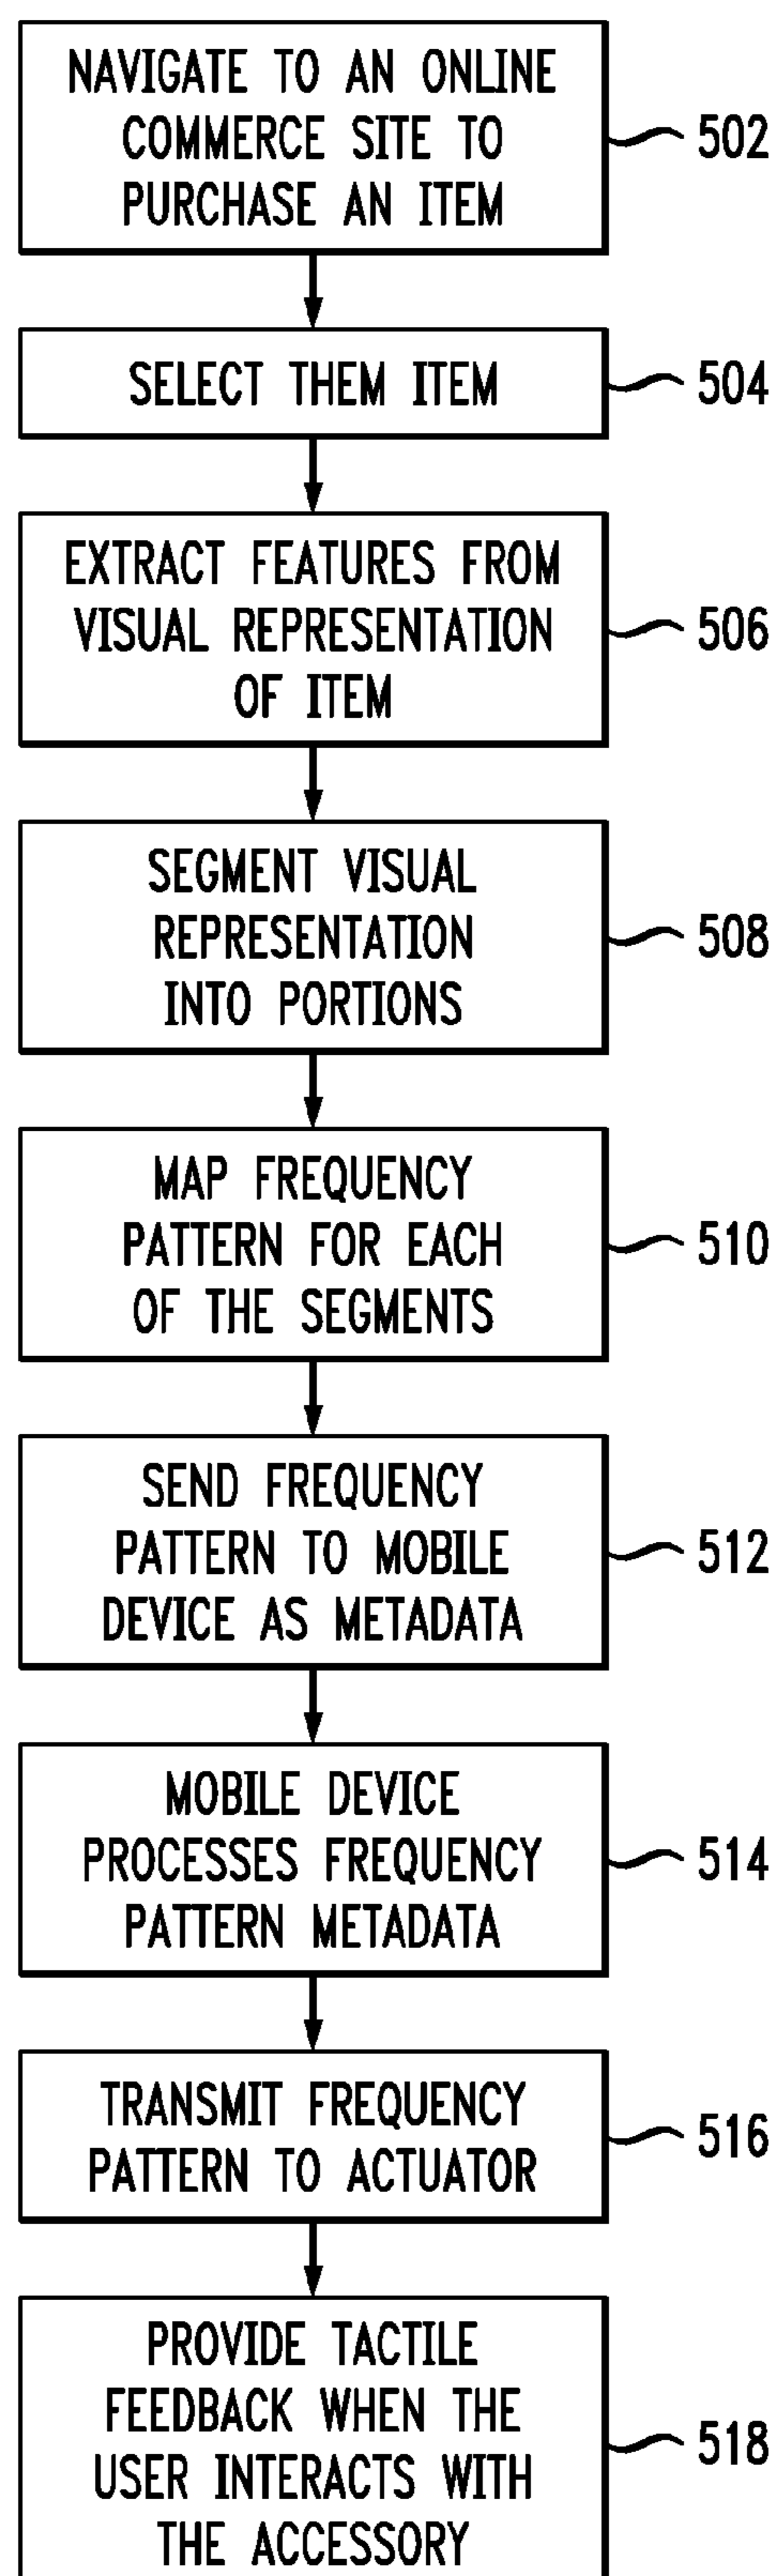 NAVIGATE TO AN ONLINE
COMMERCE SITE TO
PURCHASE AN ITEM
502
SELECT THEM ITEM
504
EXTRACT FEATURES FROM
VISUAL REPRESENTATION
OF ITEM
506
SEGMENT VISUAL
REPRESENTATION
INTO PORTIONS
508
MAP FREQUENCY
PATTERN FOR EACH
OF THE SEGMENTS
510
SEND FREQUENCY
PATTERN TO MOBILE
DEVICE AS METADATA
512
MOBILE DEVICE
PROCESSES FREQUENCY
PATTERN METADATA
514
TRANSMIT FREQUENCY
PATTERN TO ACTUATOR
516
PROVIDE TACTILE
FEEDBACK WHEN THE
USER INTERACTS WITH
THE ACCESSORY
518